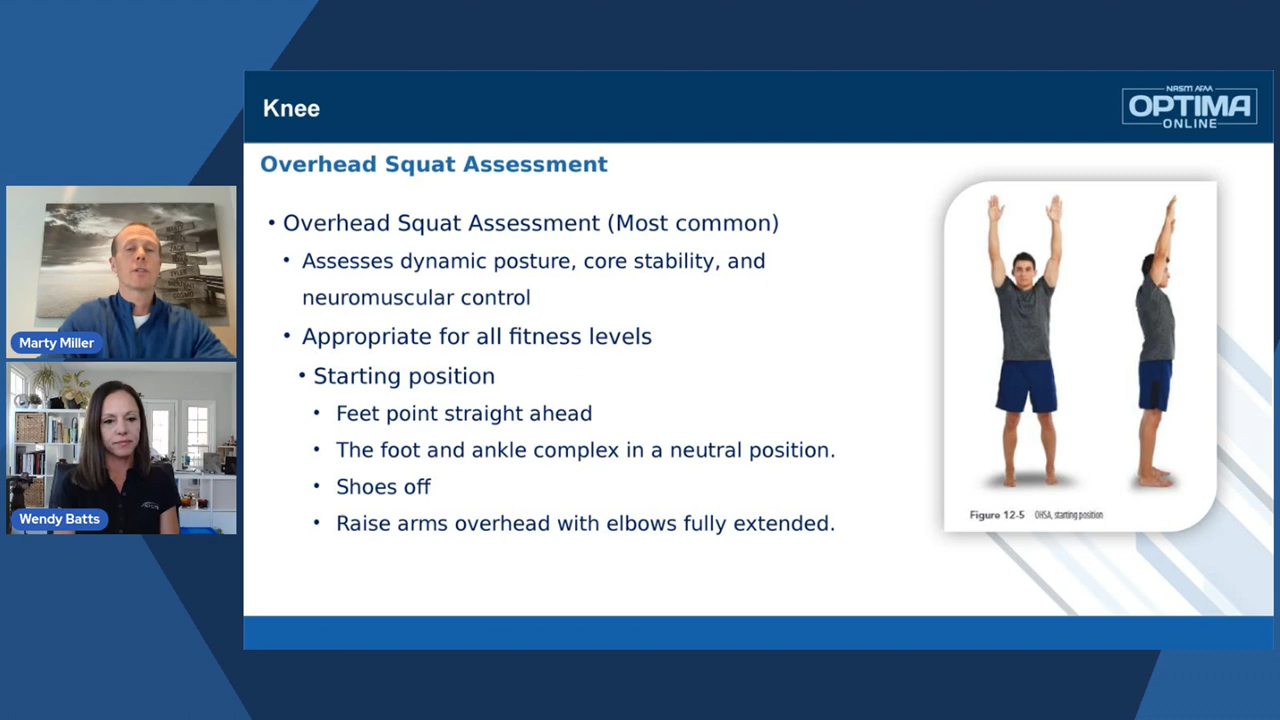 Knee
NASM AFAA
OPTIMA
ONLINE
Overhead Squat Assessment
• Overhead Squat Assessment (Most common)
• Assesses dynamic posture, core stability, and
neuromuscular control
• Appropriate for all fitness levels
• Starting position
• Feet point straight ahead
• The foot and ankle complex in a neutral position.
• Shoes off
• Raise arms overhead with elbows fully extended.
Figure 12-5 OHSA, starting position
JACK
TYLER
Marty Miller
Wendy Batts